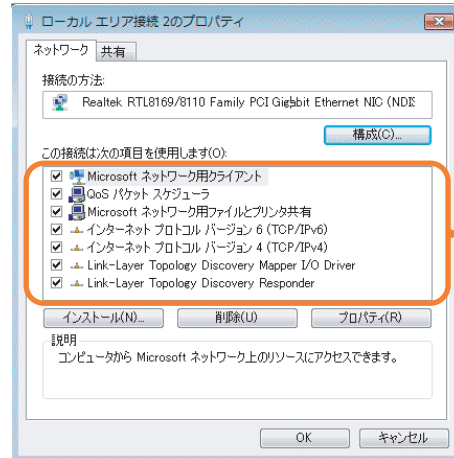 ローカル エリア接続 2のプロパティ
ネットワーク 共有
接続の方法:
Realtek RTL8169/8110 Family PCI Gigabit Ethernet NIC (NDIS
構成(C)...
この接続は次の項目を使用します(O):
Microsoft ネットワーク用クライアント
QoS パケット スケジューラ
Microsoft ネットワーク用ファイルとプリンタ共有
インターネット プロトコル バージョン 6 (TCP/IPv6)
インターネット プロトコル バージョン 4 (TCP/IPv4)
Link-Layer Topology Discovery Mapper I/O Driver
Link-Layer Topology Discovery Responder
インストール(N)... 削除(U) プロパティ(R)
説明
コンピュータから Microsoft ネットワーク上のリソースにアクセスできます。
OK キャンセル